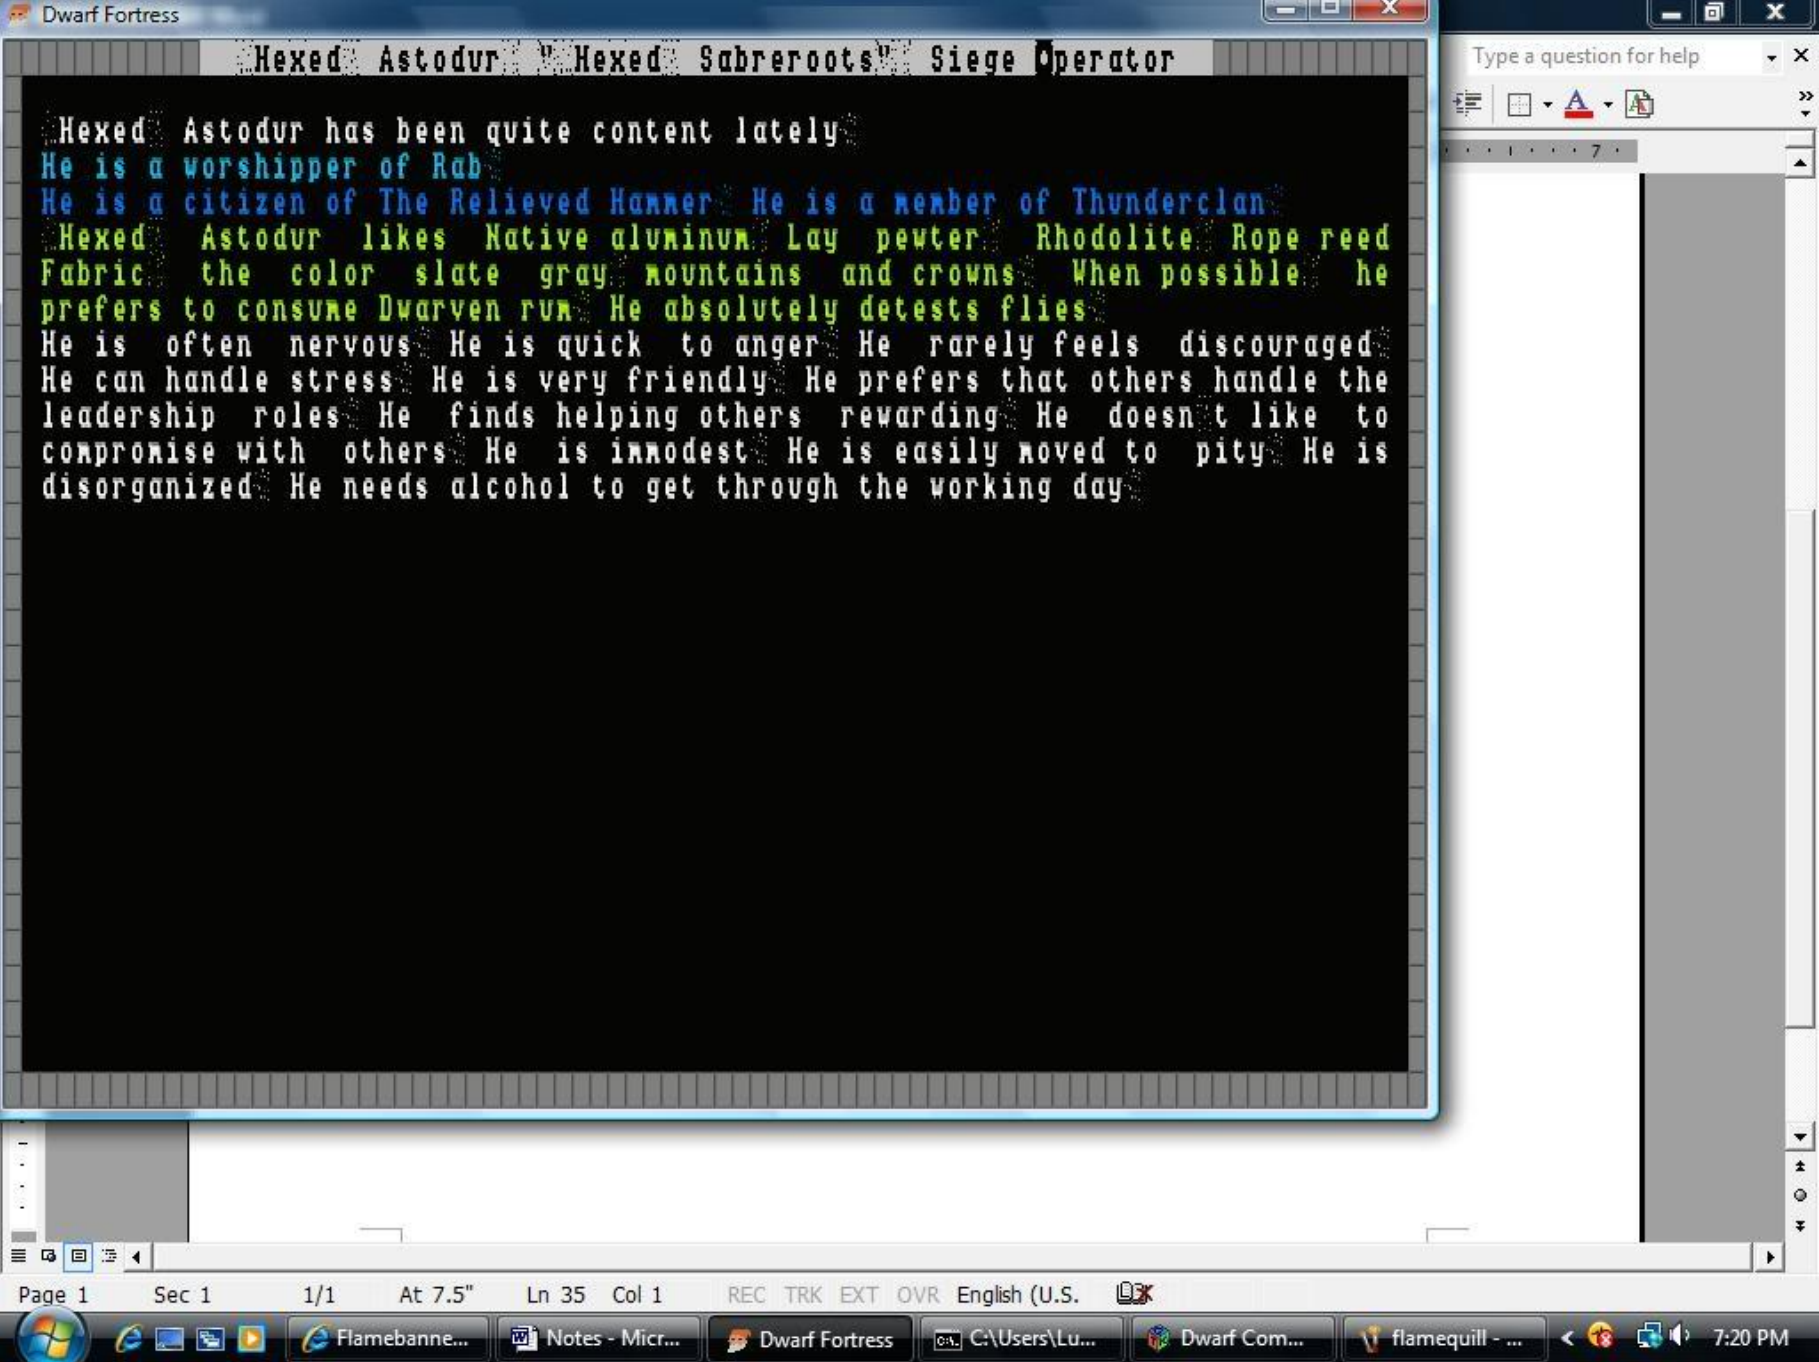 Dwarf Fortress
Hexed Astodur "Hexed Sabreroots" Siege Operator
Type a question for help
Hexed Astodur has been quite content lately
He is a worshipper of Rab
He is a citizen of The Relieved Hammer He is a member of Thunderclan
Hexed Astodur likes Native aluminum Lay pewter Rhodolite Rope reed
Fabric the color slate gray mountains and crowns When possible he
prefers to consume Dwarven rum He absolutely detests flies
He is often nervous He is quick to anger He rarely feels discouraged
He can handle stress He is very friendly He prefers that others handle the
leadership roles He finds helping others rewarding He doesn't like to
compromise with others He is immodest He is easily moved to pity He is
disorganized He needs alcohol to get through the working day
7
Page 1 Sec 1 1/1 At 7.5" Ln 35 Col 1 REC TRK EXT OVR English (U.S.
Flamebanne... Notes - Micr... Dwarf Fortress C:\Users\Lu... Dwarf Com... flamequill - ... 7:20 PM